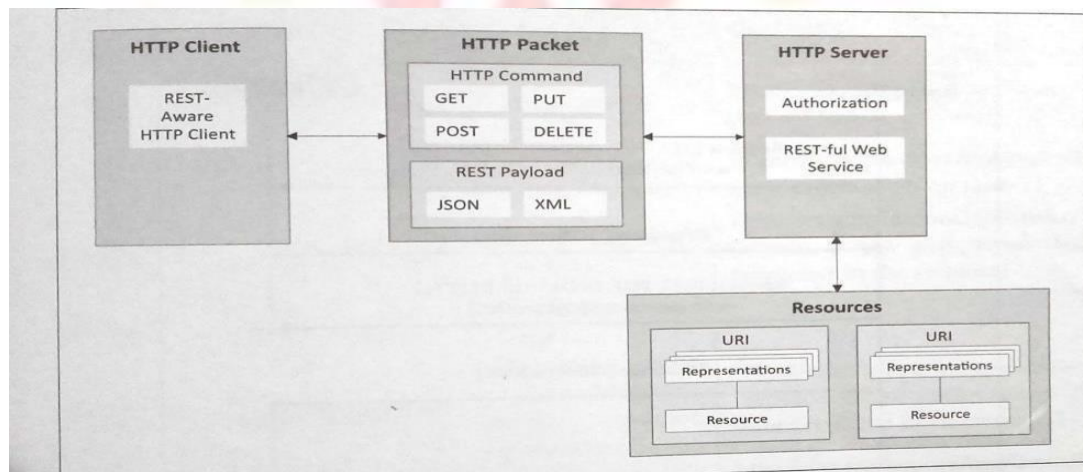 HTTP Client
REST-
Aware
HTTP Client
HTTP Packet
HTTP Command
GET PUT
POST DELETE
REST Payload
JSON XML
HTTP Server
Authorization
REST-ful Web
Service
Resources
URI
Representations
Resource
URI
Representations
Resource